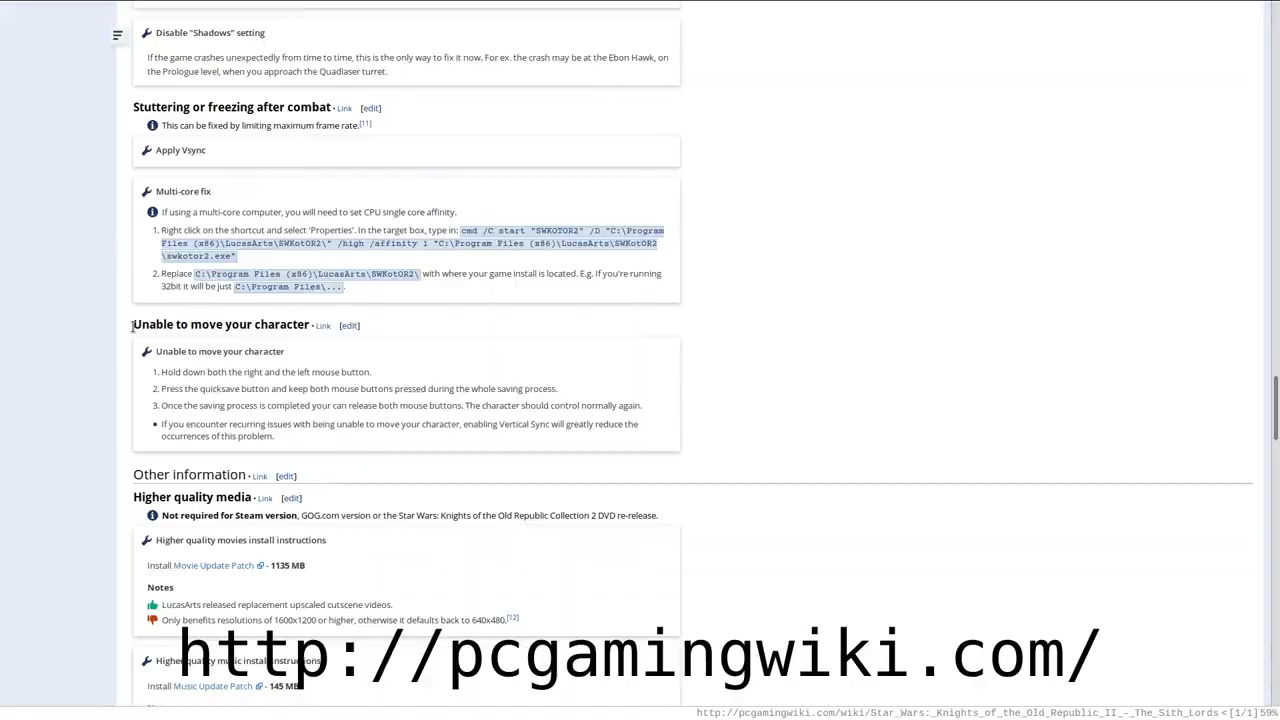 Disable "Shadows" setting
If the game crashes unexpectedly from time to time, this is the only way to fix it now. For ex. the crash may be at the Ebon Hawk, on
the Prologue level, when you approach the Quadlaser turret.
Stuttering or freezing after combat · Link [edit]
This can be fixed by limiting maximum frame rate.[11]
Apply Vsync
Multi-core fix
If using a multi-core computer, you will need to set CPU single core affinity.
1. Right click on the shortcut and select 'Properties'. In the target box, type in: cmd /C start "SWKOTOR2" /D "C:\Program
Files (x86)\LucasArts\SWKotOR2\" /high /affinity 1 "C:\Program Files (x86)\LucasArts\SWKotOR2
\swkotor2.exe"
2. Replace C:\Program Files (x86)\LucasArts\SWKotOR2\ with where your game install is located. E.g. If you're running
32bit it will be just C:\Program Files\... .
Unable to move your character · Link [edit]
Unable to move your character
1. Hold down both the right and the left mouse button.
2. Press the quicksave button and keep both mouse buttons pressed during the whole saving process.
3. Once the saving process is completed your can release both mouse buttons. The character should control normally again.
• If you encounter recurring issues with being unable to move your character, enabling Vertical Sync will greatly reduce the
occurrences of this problem.
Other information · Link [edit]
Higher quality media · Link [edit]
Not required for Steam version, GOG.com version or the Star Wars: Knights of the Old Republic Collection 2 DVD re-release.
Higher quality movies install instructions
Install Movie Update Patch - 1135 MB
Notes
LucasArts released replacement upscaled cutscene videos.
Only benefits resolutions of 1600x1200 or higher, otherwise it defaults back to 640x480.[12]
http://pcgamingwiki.com/
Higher quality music install instructions
Install Music Update Patch - 145 MB
http://pcgamingwiki.com/wiki/Star_Wars:_Knights_of_the_Old_Republic_II_-_The_Sith_Lords < [1/1] 59%